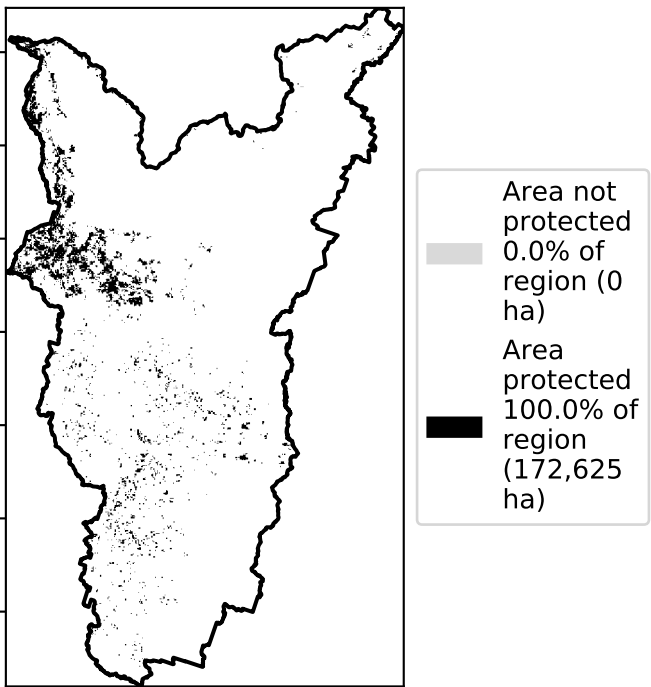 Area not
protected
0.0% of
region (0
ha)
Area
protected
100.0% of
region
(172,625
ha)